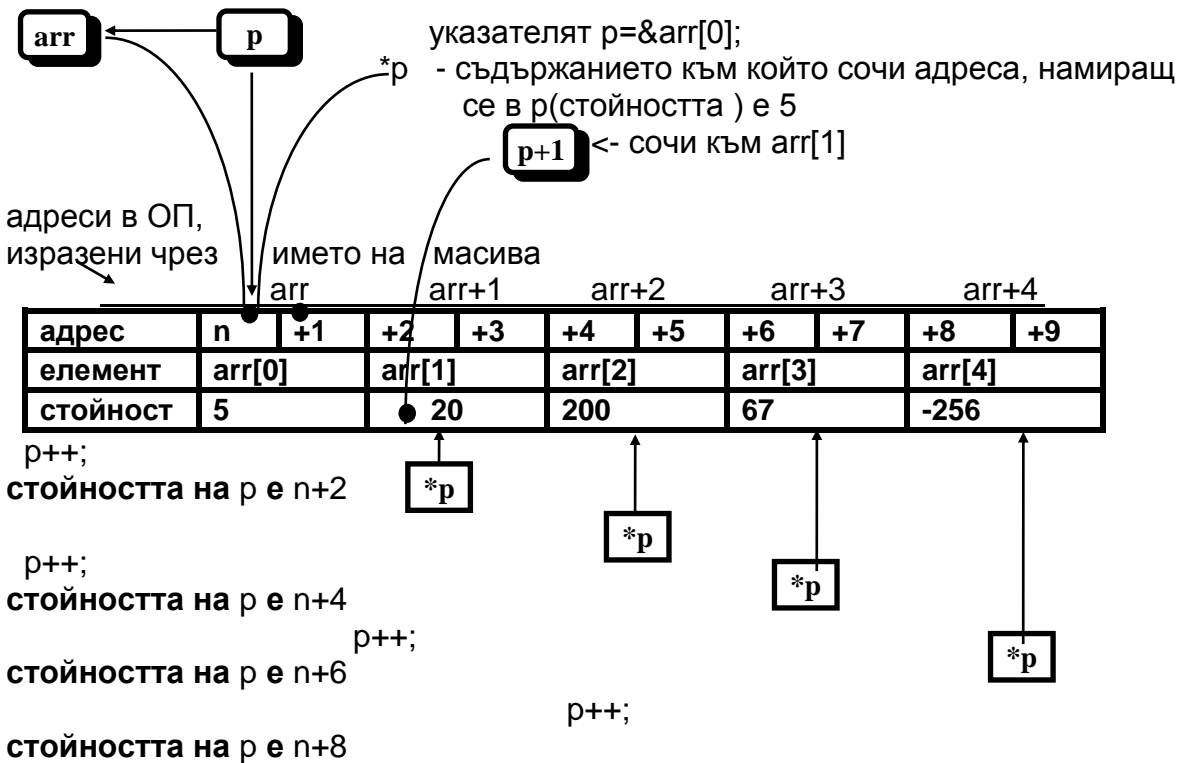 arr p указателят p=&arr[0];
*p - съдържанието към който сочи адреса, намиращ
се в p(стойността ) е 5
p+1 <- сочи към arr[1]
адреси в ОП,
изразени чрез името на масива
arr arr+1 arr+2 arr+3 arr+4
адрес n +1 +2 +3 +4 +5 +6 +7 +8 +9
елемент arr[0] arr[1] arr[2] arr[3] arr[4]
стойност 5 20 200 67 -256
p++;
стойността на p е n+2 *p
*p
p++;
*p
стойността на p е n+4
p++;
*p
стойността на p е n+6
p++;
стойността на p е n+8